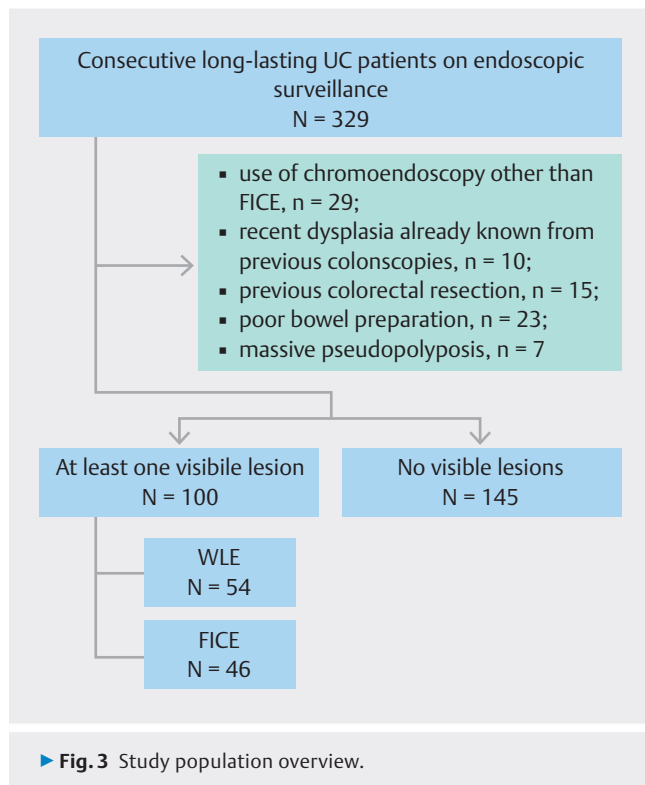 Consecutive long-lasting UC patients on endoscopic
surveillance
N = 329
▪ use of chromoendoscopy other than
FICE, n = 29;
▪ recent dysplasia already known from
previous colonscopies, n = 10;
▪ previous colorectal resection, n = 15;
▪ poor bowel preparation, n = 23;
▪ massive pseudopolyposis, n = 7
At least one visibile lesion
N = 100
No visible lesions
N = 145
WLE
N = 54
FICE
N = 46
▶ Fig. 3 Study population overview.